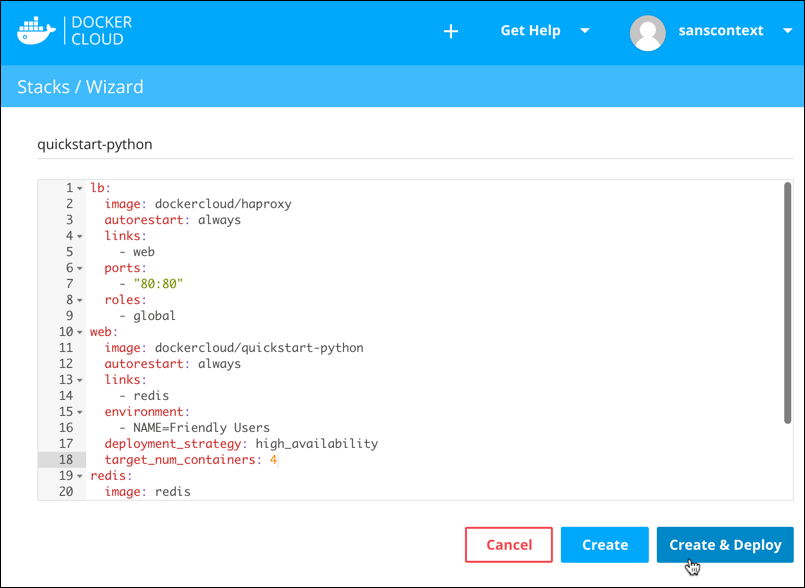 DOCKER
CLOUD
+
Get Help
sanscontext
Stacks / Wizard
quickstart-python
1 lb:
2   image: dockercloud/haproxy
3   autorestart: always
4   links:
5     - web
6   ports:
7     - "80:80"
8   roles:
9     - global
10 web:
11   image: dockercloud/quickstart-python
12   autorestart: always
13   links:
14     - redis
15   environment:
16     - NAME=Friendly Users
17   deployment_strategy: high_availability
18   target_num_containers: 4
19 redis:
20   image: redis
Cancel
Create
Create & Deploy